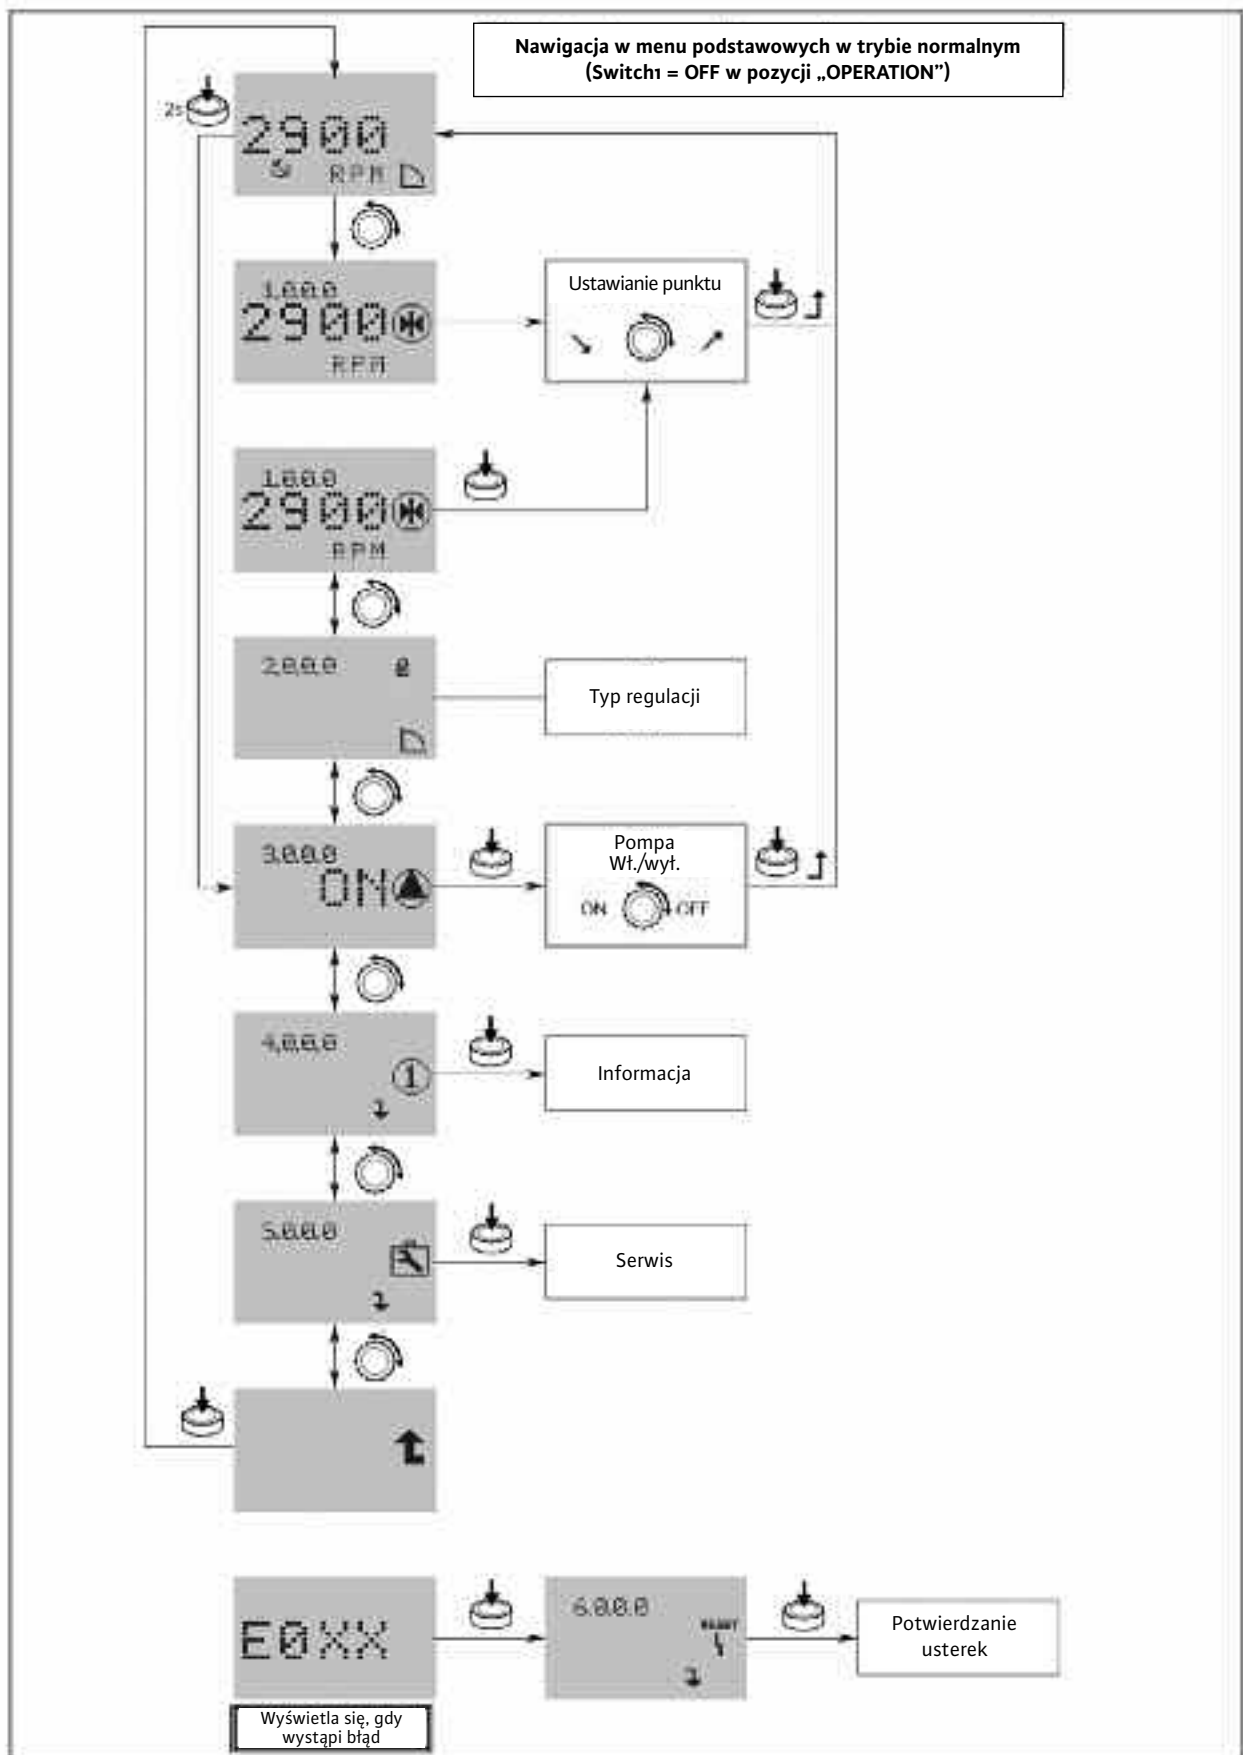 Nawigacja w menu podstawowych w trybie normalnym
(Switch1 = OFF w pozycji „OPERATION”)
2s
2900
RPM
1.0.0.0
2900
RPM
Ustawianie punktu
1.0.0.0
2900
RPM
2.0.0.0
Typ regulacji
3.0.0.0
ON
Pompa
Wł./wył.
ON OFF
4.0.0.0
1
Informacja
5.0.0.0
Serwis
E0XX
6.0.0.0
RESET
Potwierdzanie
usterek
Wyświetla się, gdy
wystąpi błąd